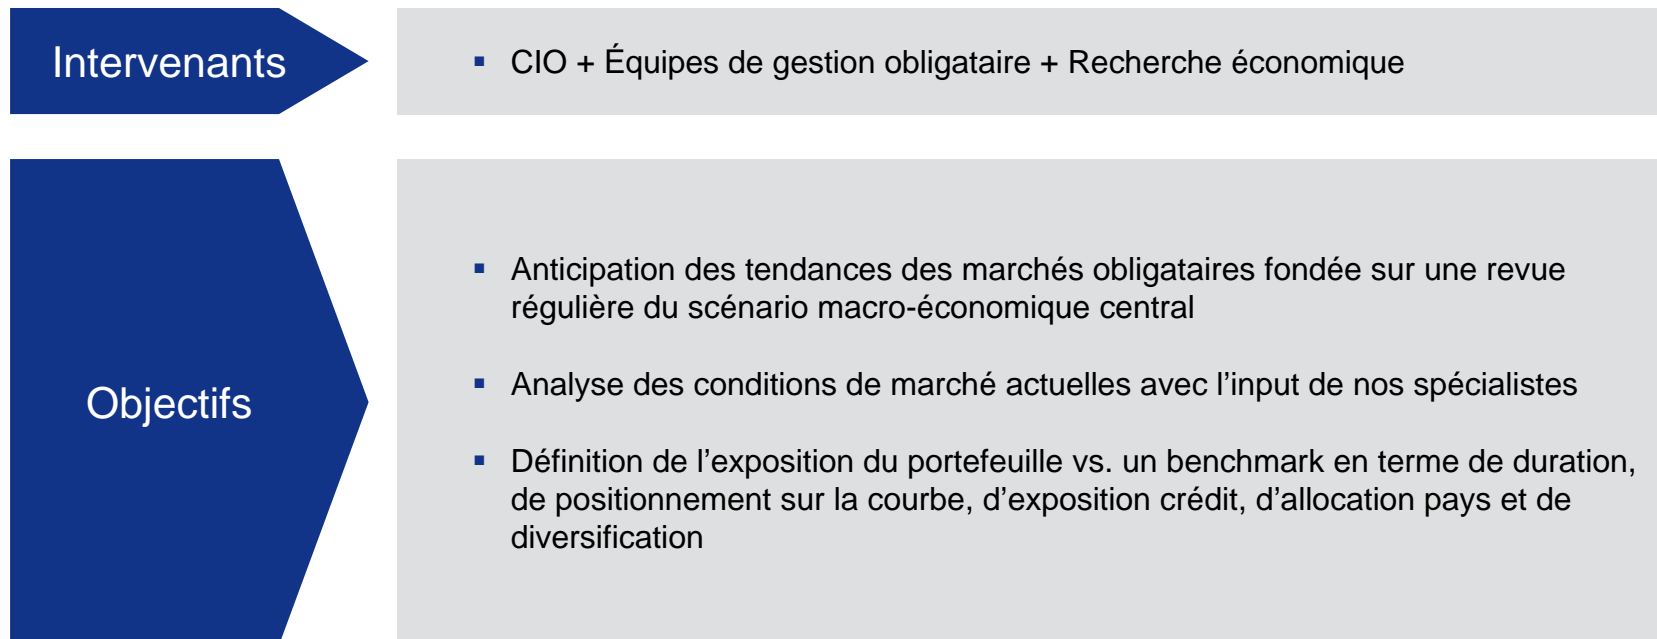 Intervenants
▪ CIO + Équipes de gestion obligataire + Recherche économique
Objectifs
▪ Anticipation des tendances des marchés obligataires fondée sur une revue
régulière du scénario macro-économique central
▪ Analyse des conditions de marché actuelles avec l’input de nos spécialistes
▪ Définition de l’exposition du portefeuille vs. un benchmark en terme de duration,
de positionnement sur la courbe, d’exposition crédit, d’allocation pays et de
diversification